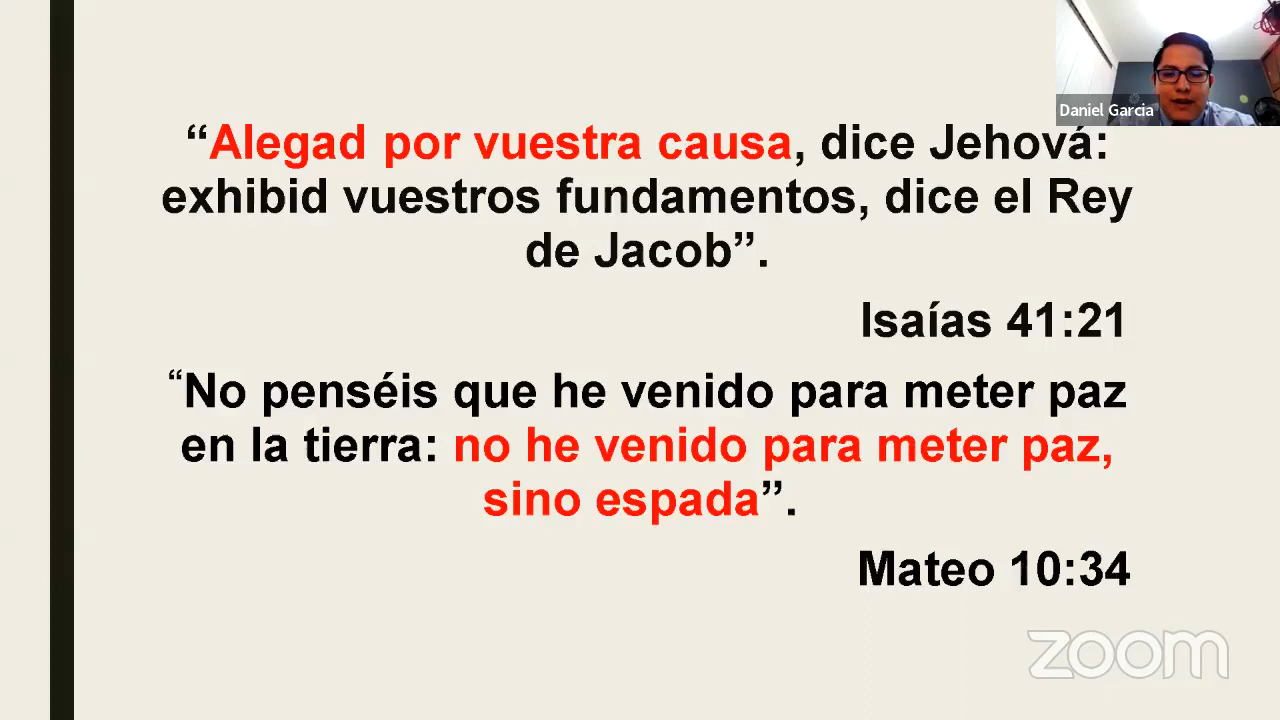 Daniel Garcia
“Alegad por vuestra causa, dice Jehová:
exhibid vuestros fundamentos, dice el Rey
de Jacob”.
Isaías 41:21
“No penséis que he venido para meter paz
en la tierra: no he venido para meter paz,
sino espada”.
Mateo 10:34
zoom